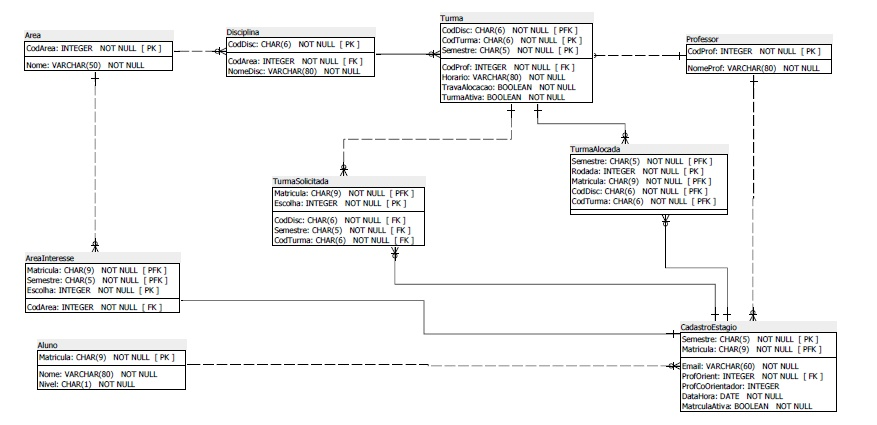 Area
CodArea: INTEGER NOT NULL [ PK ]
Nome: VARCHAR(50) NOT NULL
Disciplina
CodDisc: CHAR(6) NOT NULL [ PK ]
CodArea: INTEGER NOT NULL [ FK ]
NomeDisc: VARCHAR(80) NOT NULL
Turma
CodDisc: CHAR(6) NOT NULL [ PFK ]
CodTurma: CHAR(6) NOT NULL [ PK ]
Semestre: CHAR(5) NOT NULL [ PK ]
CodProf: INTEGER NOT NULL [ FK ]
Horario: VARCHAR(80) NOT NULL
TravaAlocacao: BOOLEAN NOT NULL
TurmaAtiva: BOOLEAN NOT NULL
Professor
CodProf: INTEGER NOT NULL [ PK ]
NomeProf: VARCHAR(80) NOT NULL
TurmaSolicitada
Matricula: CHAR(9) NOT NULL [ PFK ]
Escolha: INTEGER NOT NULL [ PK ]
CodDisc: CHAR(6) NOT NULL [ FK ]
Semestre: CHAR(5) NOT NULL [ FK ]
CodTurma: CHAR(6) NOT NULL [ FK ]
TurmaAlocada
Semestre: CHAR(5) NOT NULL [ PFK ]
Rodada: INTEGER NOT NULL [ PK ]
Matricula: CHAR(9) NOT NULL [ PFK ]
CodDisc: CHAR(6) NOT NULL [ PFK ]
CodTurma: CHAR(6) NOT NULL [ PFK ]
AreaInteresse
Matricula: CHAR(9) NOT NULL [ PFK ]
Semestre: CHAR(5) NOT NULL [ PFK ]
Escolha: INTEGER NOT NULL [ PK ]
CodArea: INTEGER NOT NULL [ FK ]
Aluno
Matricula: CHAR(9) NOT NULL [ PK ]
Nome: VARCHAR(80) NOT NULL
Nivel: CHAR(1) NOT NULL
CadastroEstagio
Semestre: CHAR(5) NOT NULL [ PK ]
Matricula: CHAR(9) NOT NULL [ PFK ]
Email: VARCHAR(60) NOT NULL
ProfOrient: INTEGER NOT NULL [ FK ]
ProfCoOrientador: INTEGER
DataHora: DATE NOT NULL
MatrculaAtiva: BOOLEAN NOT NULL